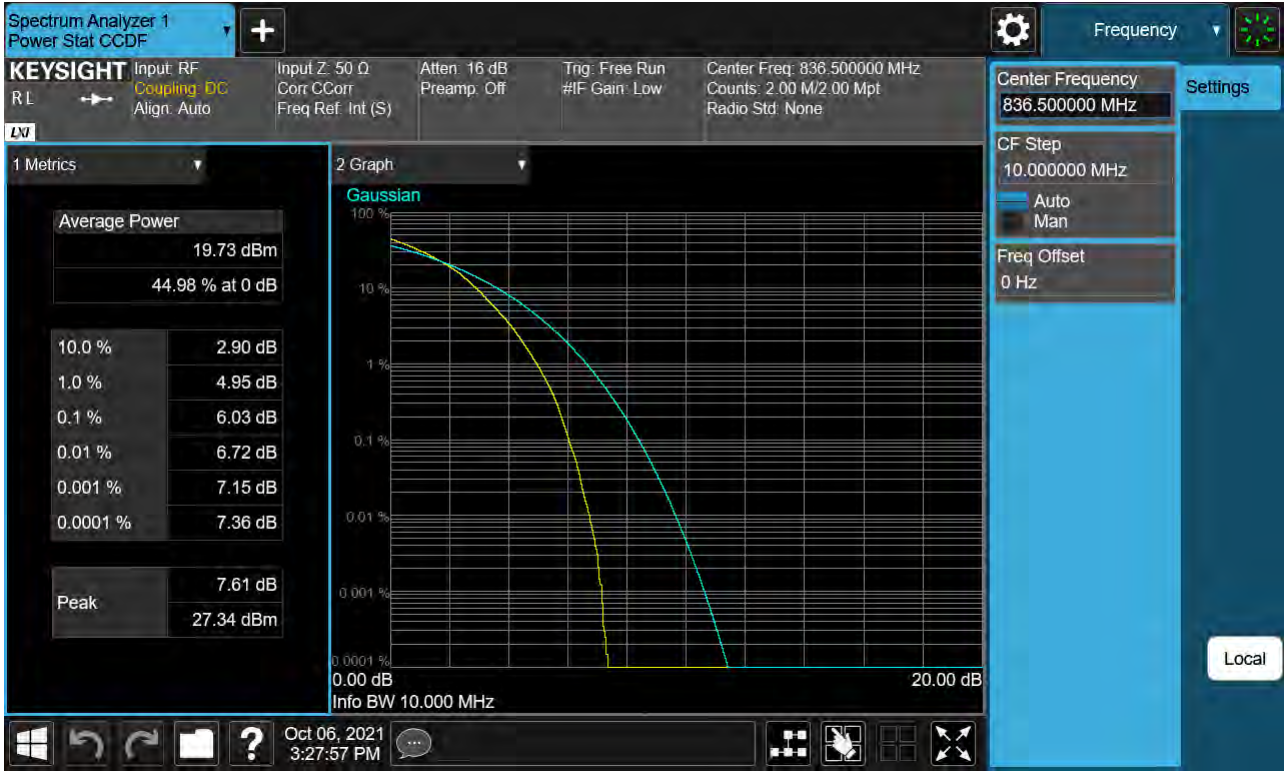 Spectrum Analyzer 1
Power Stat CCDF
Frequency
KEYSIGHT
R L
LXI
Input: RF
Coupling: DC
Align: Auto
Input Z: 50 Ω
Corr CCorr
Freq Ref: Int (S)
Atten: 16 dB
Preamp: Off
Trig: Free Run
#IF Gain: Low
Center Freq: 836.500000 MHz
Counts: 2.00 M/2.00 Mpt
Radio Std: None
Center Frequency
836.500000 MHz
Settings
CF Step
10.000000 MHz
Auto
Man
Freq Offset
0 Hz
Local
1 Metrics
Average Power
19.73 dBm
44.98 % at 0 dB
10.0 % 2.90 dB
1.0 % 4.95 dB
0.1 % 6.03 dB
0.01 % 6.72 dB
0.001 % 7.15 dB
0.0001 % 7.36 dB
Peak
7.61 dB
27.34 dBm
2 Graph
Gaussian
100 %
10 %
1 %
0.1 %
0.01 %
0.001 %
0.0001 %
0.00 dB 20.00 dB
Info BW 10.000 MHz
?
Oct 06, 2021
3:27:57 PM